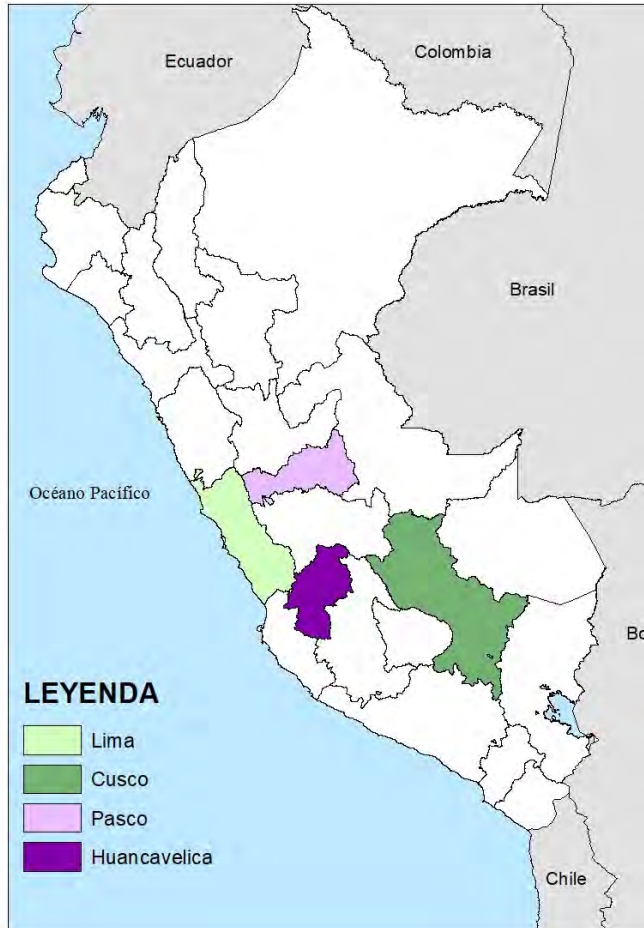 Ecuador
Colombia
Brasil
Océano Pacífico
Bo
LEYENDA
Lima
Cusco
Pasco
Huancavelica
Chile